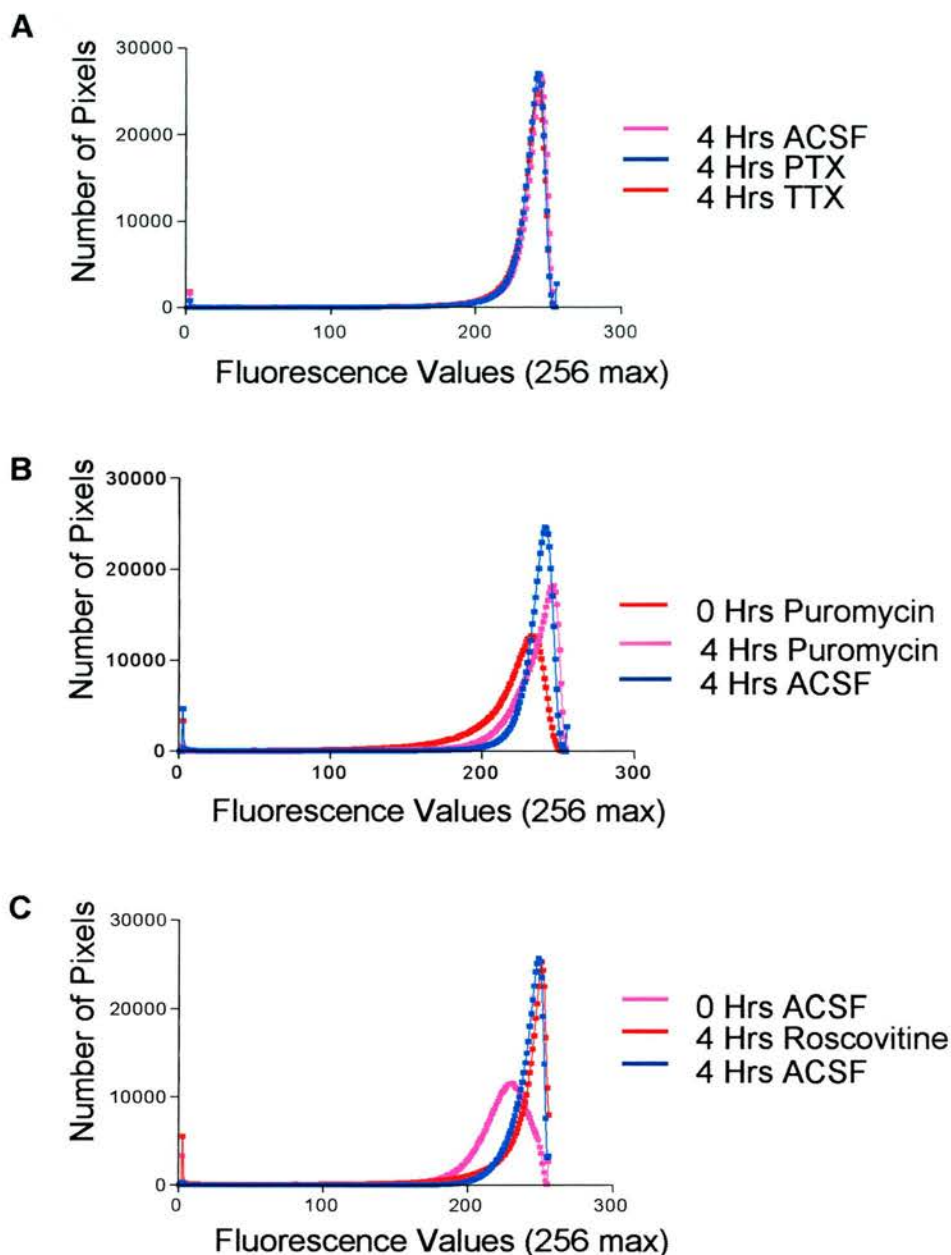 A
Number of Pixels
30000
20000
10000
0
0 100 200 300
Fluorescence Values (256 max)
4 Hrs ACSF
4 Hrs PTX
4 Hrs TTX
B
Number of Pixels
30000
20000
10000
0
0 100 200 300
Fluorescence Values (256 max)
0 Hrs Puromycin
4 Hrs Puromycin
4 Hrs ACSF
C
Number of Pixels
30000
20000
10000
0
0 100 200 300
Fluorescence Values (256 max)
0 Hrs ACSF
4 Hrs Roscovitine
4 Hrs ACSF